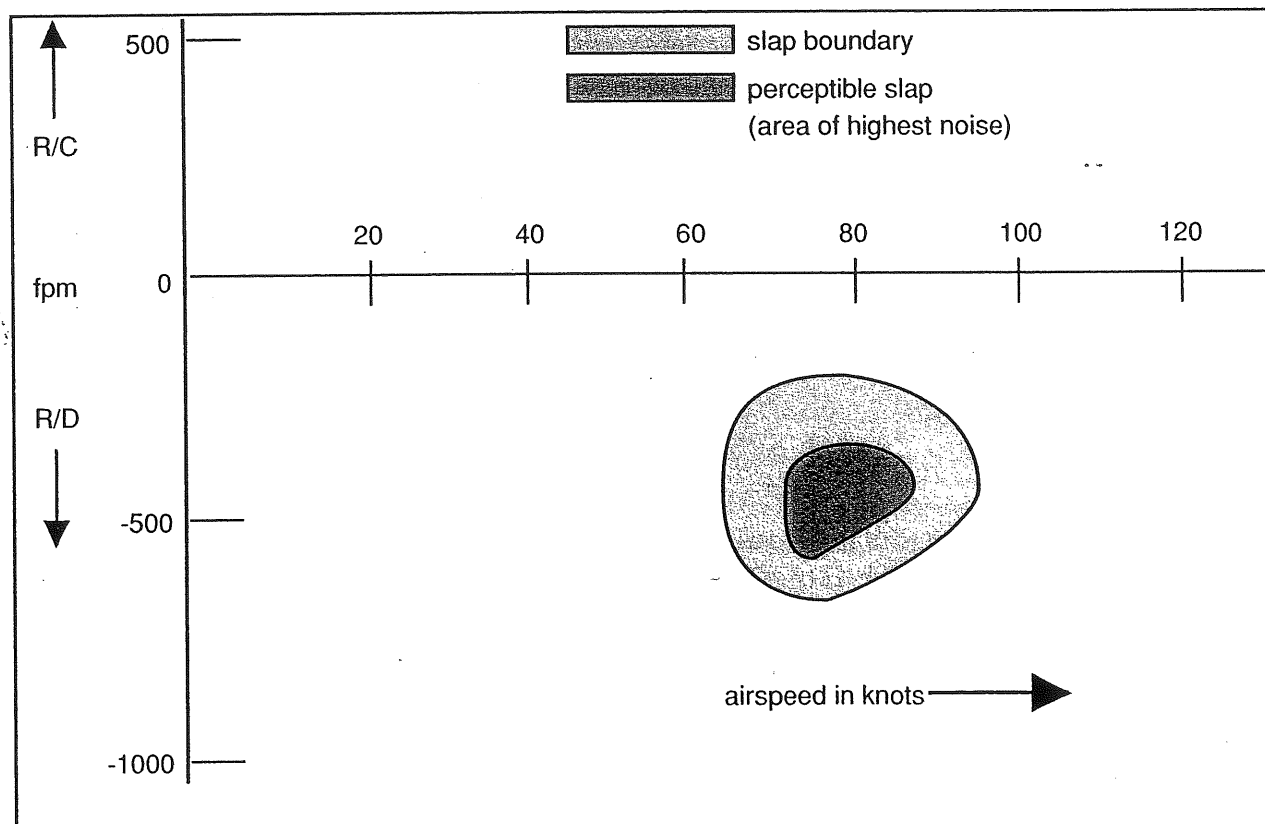 500
slap boundary
perceptible slap
(area of highest noise)
R/C
20 40 60 80 100 120
fpm 0
R/D
-500
airspeed in knots
-1000